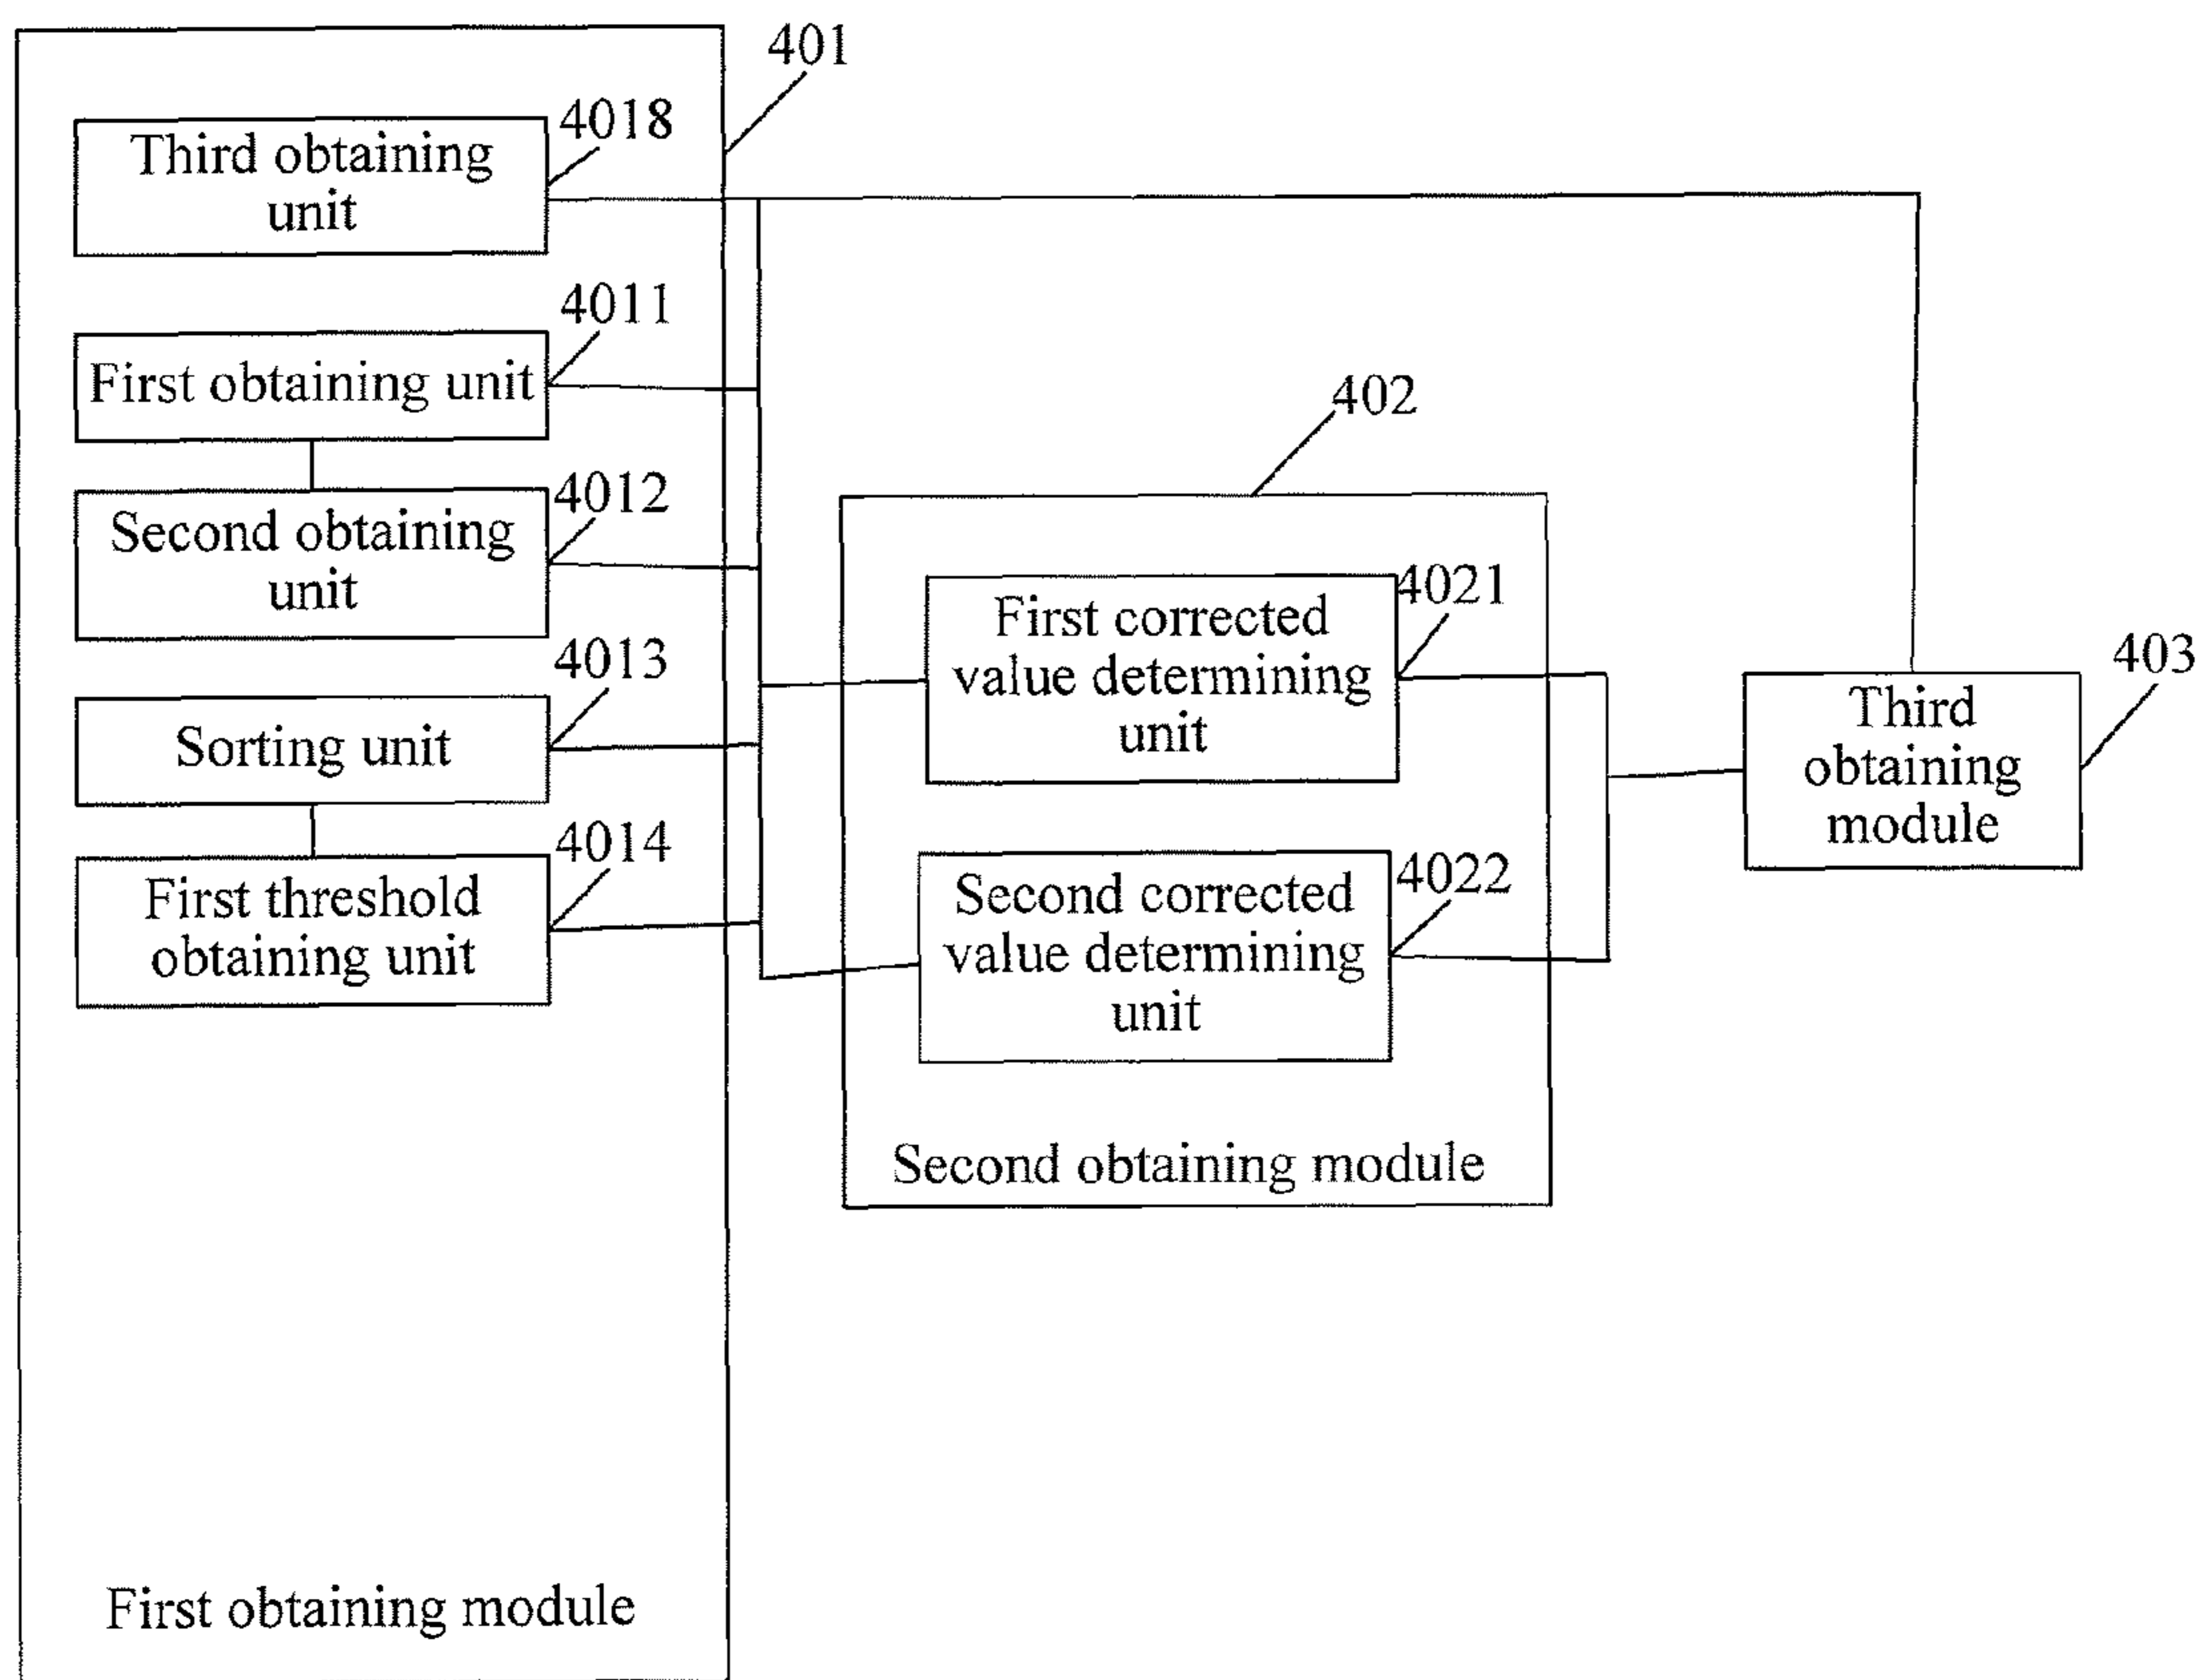 401
4018
Third obtaining
unit
4011
First obtaining unit
4012
Second obtaining
unit
4013
Sorting unit
4014
First threshold
obtaining unit
First obtaining module
402
4021
First corrected
value determining
unit
4022
Second corrected
value determining
unit
Second obtaining module
403
Third
obtaining
module